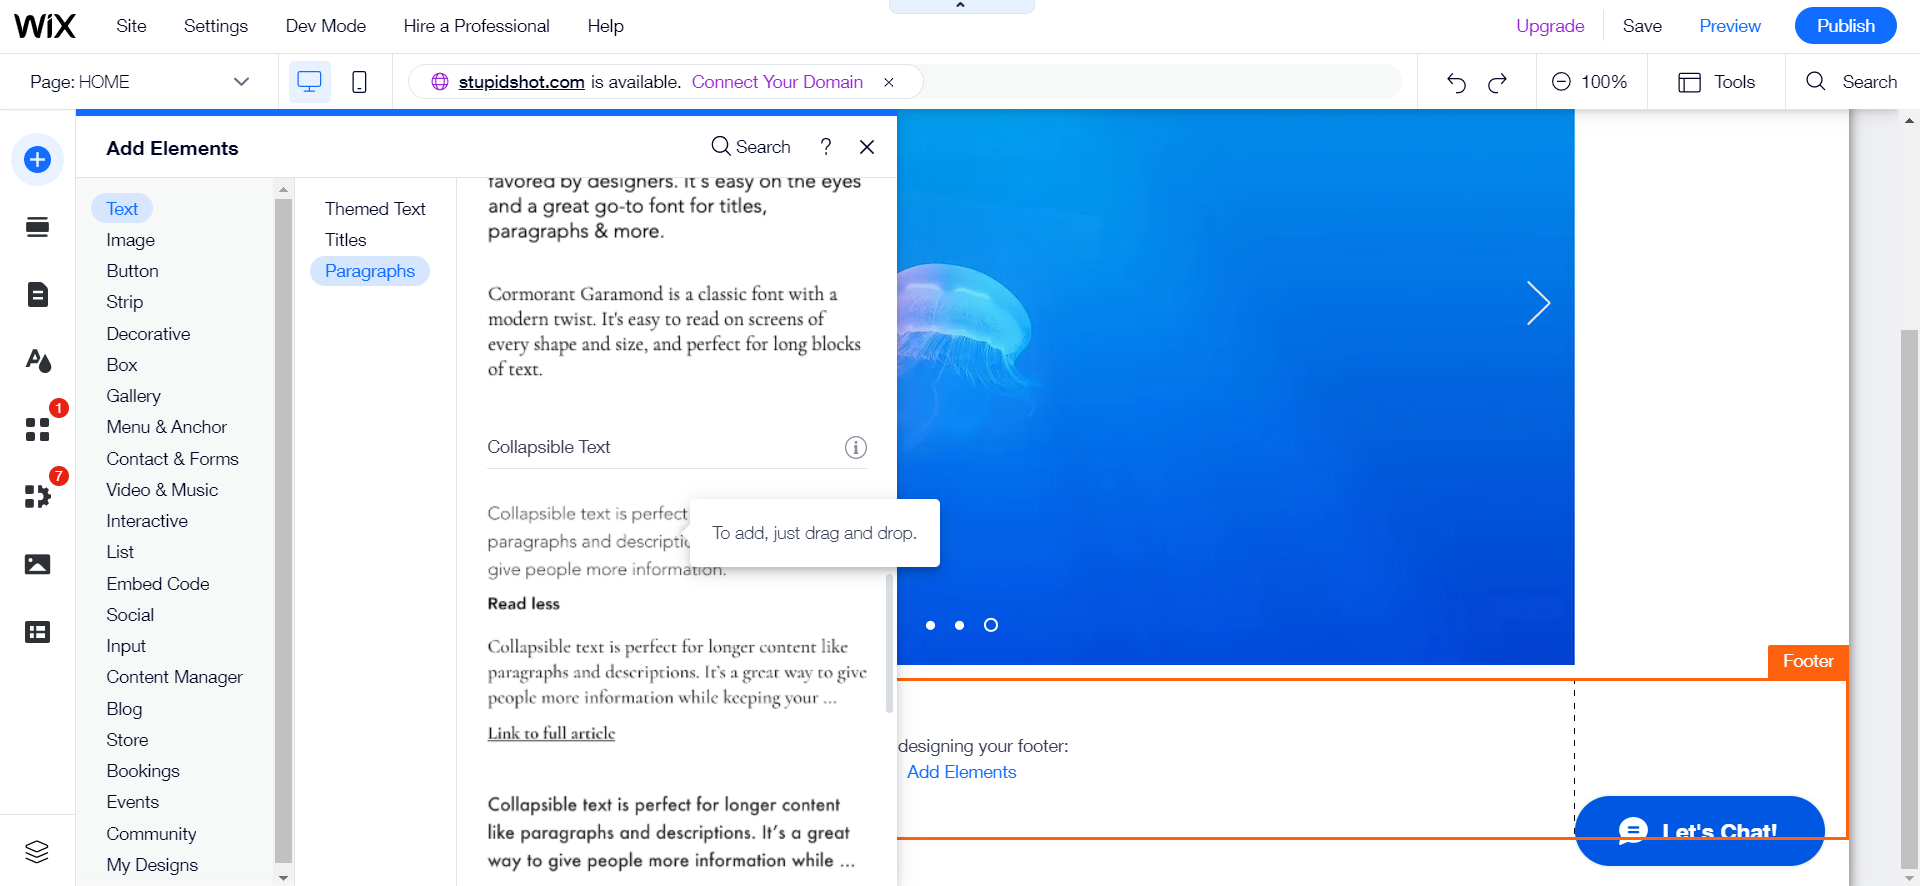 WIX
Site
Settings
Dev Mode
Hire a Professional
Help
Upgrade
Save
Preview
Publish
Page: HOME
stupidshot.com is available. Connect Your Domain
100%
Tools
Search
Add Elements
Search
?
Text
Image
Button
Strip
Decorative
Box
Gallery
Menu & Anchor
Contact & Forms
Video & Music
Interactive
List
Embed Code
Social
Input
Content Manager
Blog
Store
Bookings
Events
Community
My Designs
1
7
Themed Text
Titles
Paragraphs
favored by designers. It's easy on the eyes
and a great go-to font for titles,
paragraphs & more.
Cormorant Garamond is a classic font with a
modern twist. It's easy to read on screens of
every shape and size, and perfect for long blocks
of text.
Collapsible Text
Collapsible text is perfect
paragraphs and descriptio
give people more information.
To add, just drag and drop.
Read less
Collapsible text is perfect for longer content like
paragraphs and descriptions. It's a great way to give
people more information while keeping your ...
Link to full article
Collapsible text is perfect for longer content
like paragraphs and descriptions. It's a great
way to give people more information while ...
Footer
designing your footer:
Add Elements
Let's Chat!